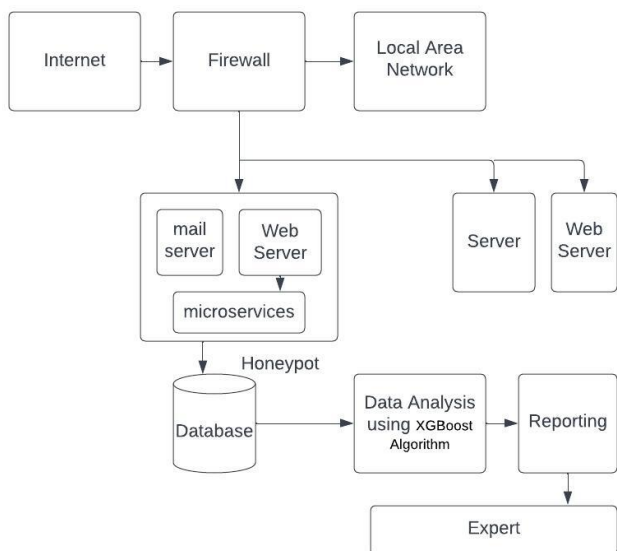 Internet
Firewall
Local Area
Network
mail
server
Web
Server
microservices
Server
Web
Server
Honeypot
Database
Data Analysis
using XGBoost
Algorithm
Reporting
Expert